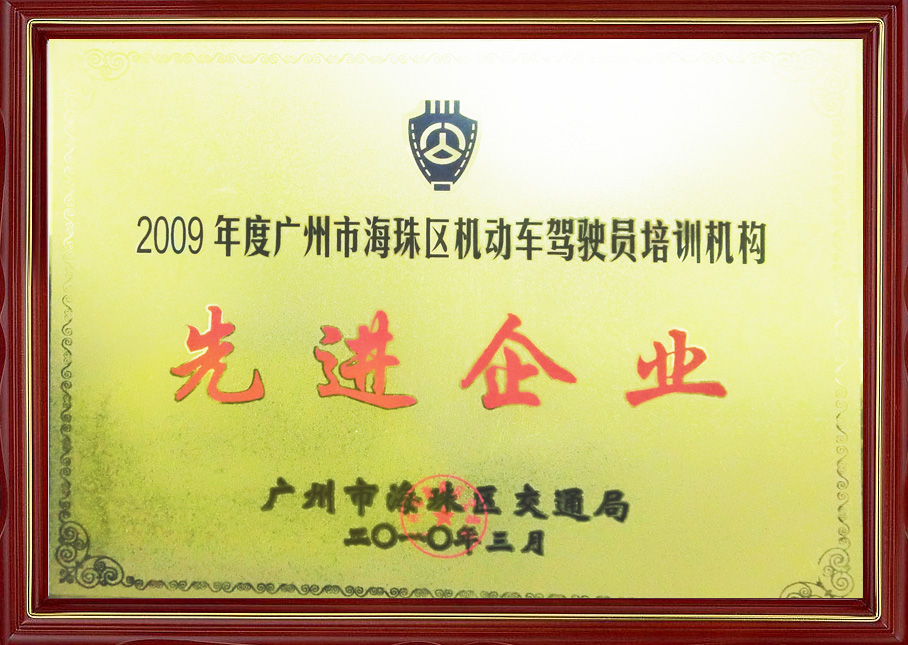 2009年度广州市海珠区机动车驾驶员培训机构
先进企业
广州市海珠区交通局
二〇一〇年三月